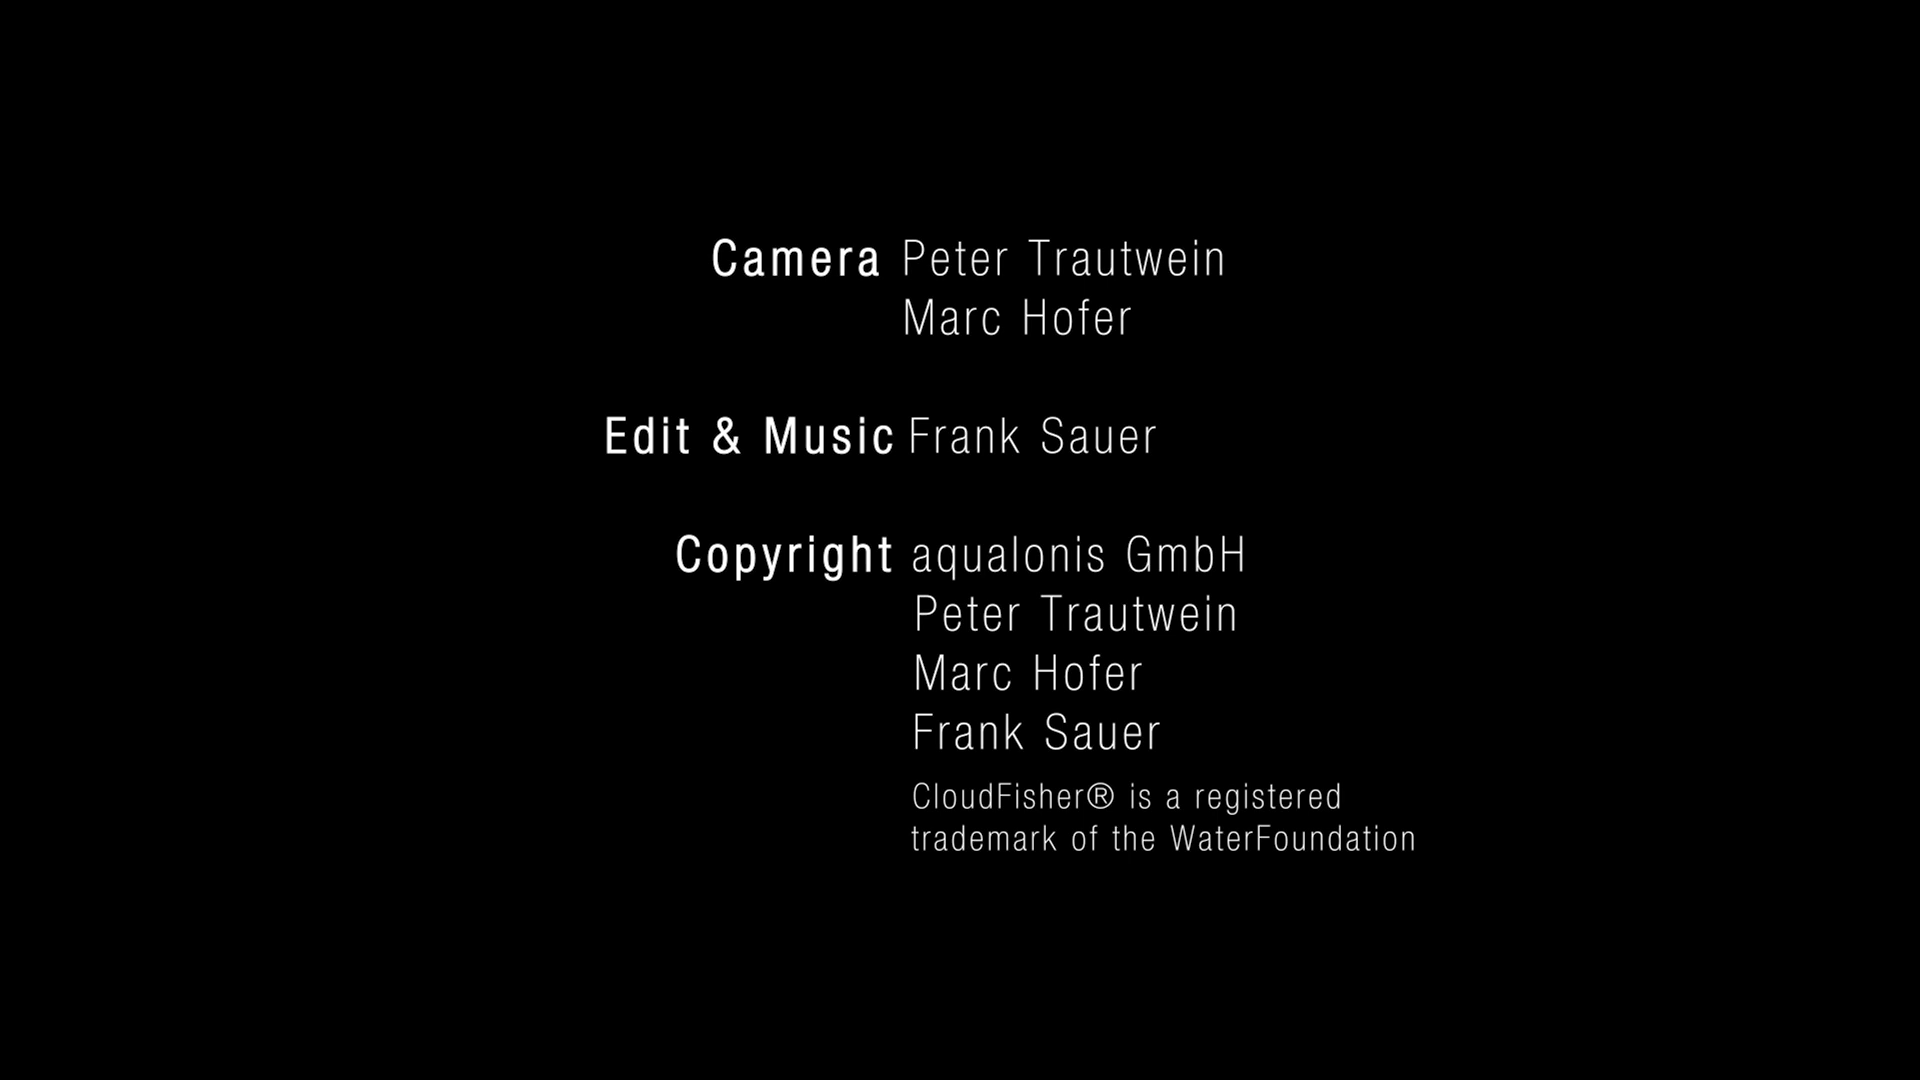 Camera Peter Trautwein
Marc Hofer
Edit & Music Frank Sauer
Copyright aqualonis GmbH
Peter Trautwein
Marc Hofer
Frank Sauer
CloudFisher® is a registered
trademark of the WaterFoundation